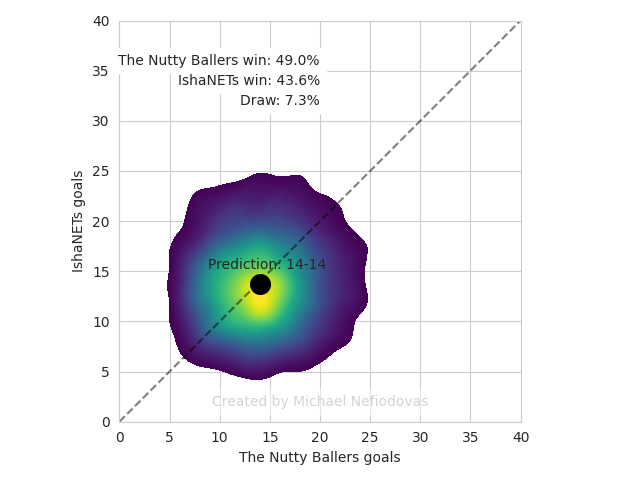 The Nutty Ballers win: 49.0%
IshaNETs win: 43.6%
Draw: 7.3%
Prediction: 14-14
Created by Michael Nefiodovas
IshaNETs goals
40
35
30
25
20
15
10
5
0
0 5 10 15 20 25 30 35 40
The Nutty Ballers goals